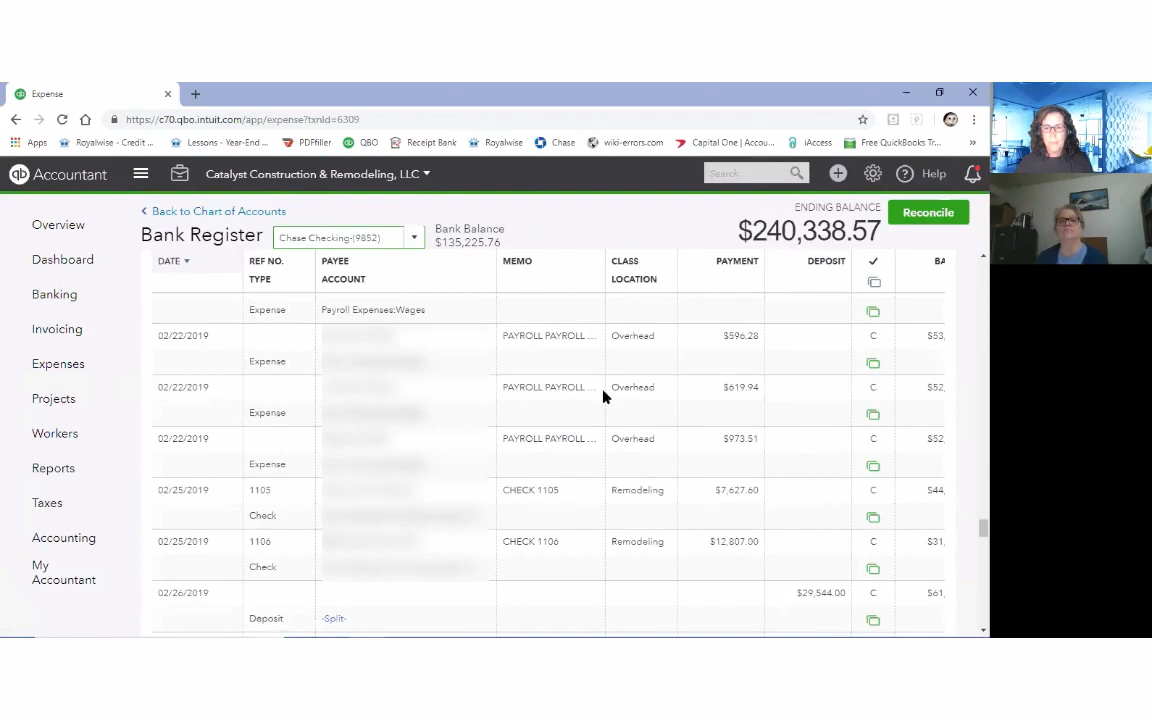 Expense
https://c70.qbo.intuit.com/app/expense?txnId=6309
Apps Royalwise - Credit ... Lessons - Year-End ... PDFfiller QBO Receipt Bank Royalwise Chase wiki-errors.com Capital One | Accou... iAccess Free QuickBooks Tr... »
qb Accountant Catalyst Construction & Remodeling, LLC Search Help
Overview
Dashboard
Banking
Invoicing
Expenses
Projects
Workers
Reports
Taxes
Accounting
My
Accountant
Back to Chart of Accounts
Bank Register Chase Checking-(9852) Bank Balance
$135,225.76
ENDING BALANCE
$240,338.57
Reconcile
DATE REF NO. PAYEE MEMO CLASS PAYMENT DEPOSIT ✓ BA
TYPE ACCOUNT LOCATION
Expense Payroll Expenses:Wages
02/22/2019 PAYROLL PAYROLL ... Overhead $596.28 C $53,
Expense
02/22/2019 PAYROLL PAYROLL ... Overhead $619.94 C $52,
Expense
02/22/2019 PAYROLL PAYROLL ... Overhead $973.51 C $52,
Expense
02/25/2019 1105 CHECK 1105 Remodeling $7,627.60 C $44,
Check
02/25/2019 1106 CHECK 1106 Remodeling $12,807.00 C $31,
Check
02/26/2019 $29,544.00 C $61,
Deposit -Split-